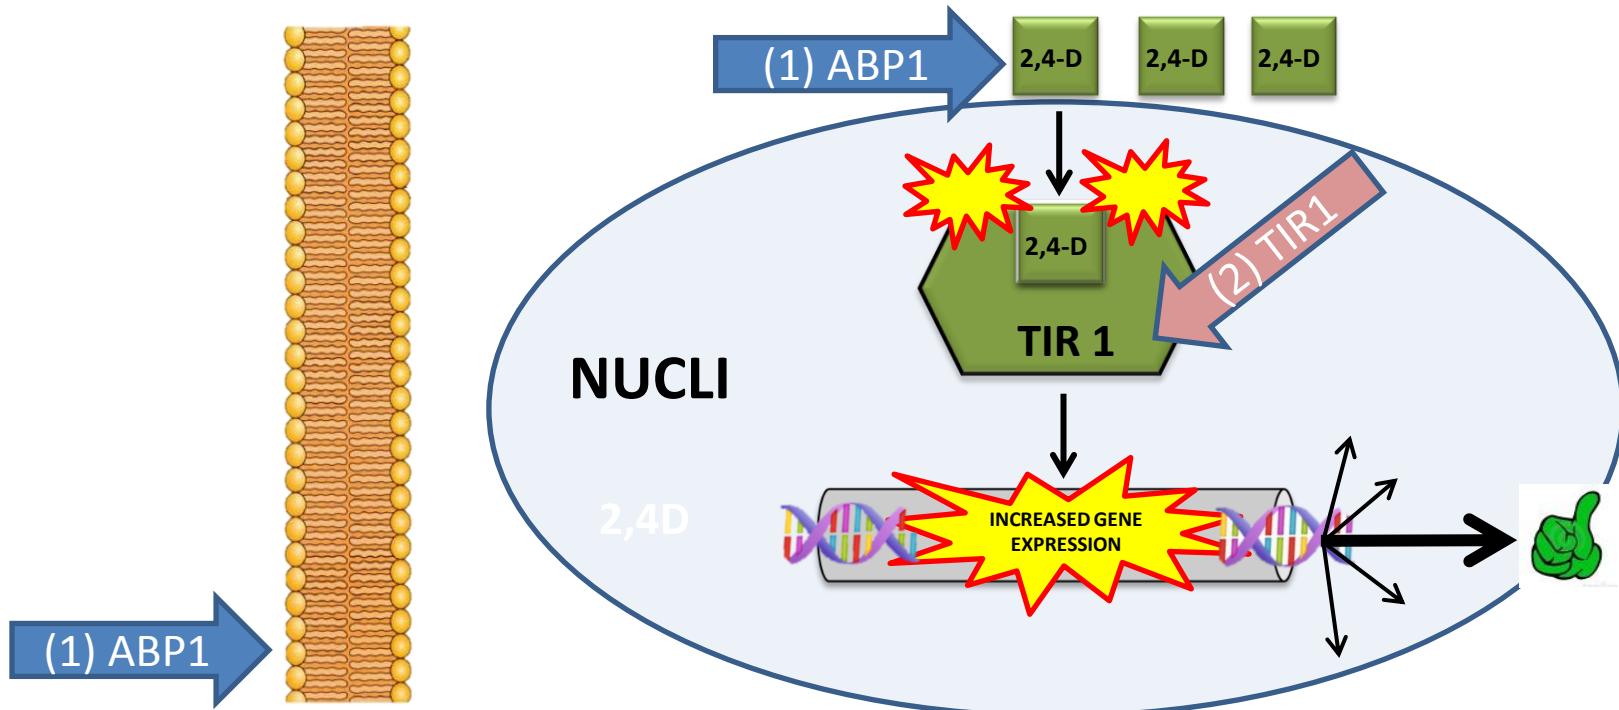 (1) ABP1
2,4-D
2,4-D
2,4-D
2,4-D
(2) TIR1
TIR 1
NUCLI
2,4D
INCREASED GENE
EXPRESSION
(1) ABP1